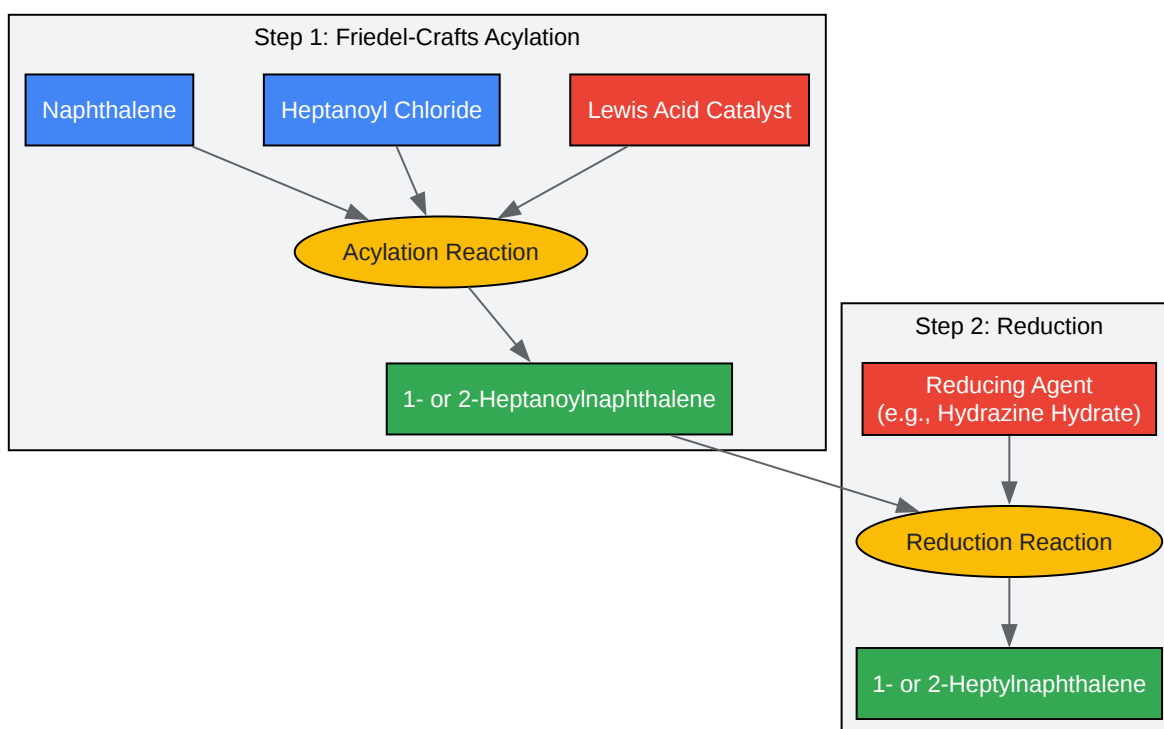 Step 1: Friedel-Crafts Acylation
Naphthalene
Heptanoyl Chloride
Lewis Acid Catalyst
Acylation Reaction
1- or 2-Heptanoylnaphthalene
Step 2: Reduction
Reducing Agent
(e.g., Hydrazine Hydrate)
Reduction Reaction
1- or 2-Heptylnaphthalene